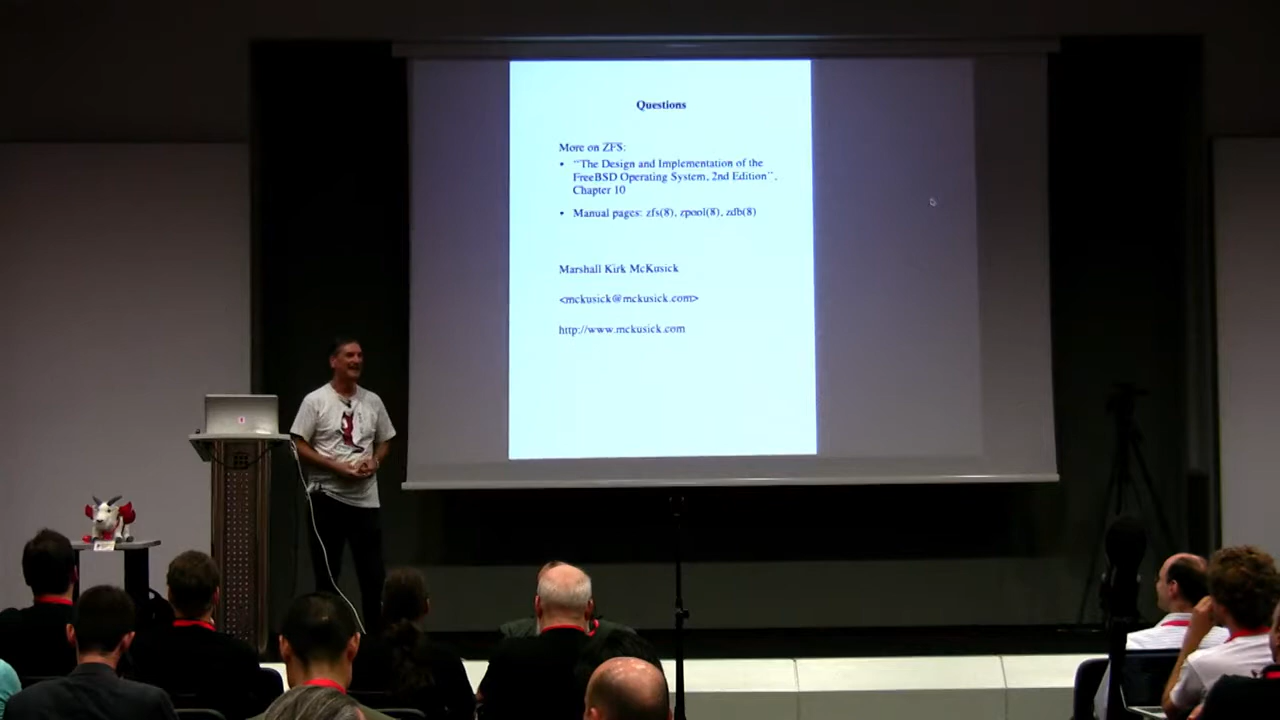 Questions
More on ZFS:
• ‘‘The Design and Implementation of the
FreeBSD Operating System, 2nd Edition’’,
Chapter 10
• Manual pages: zfs(8), zpool(8), zdb(8)
Marshall Kirk McKusick
<mckusick@mckusick.com>
http://www.mckusick.com